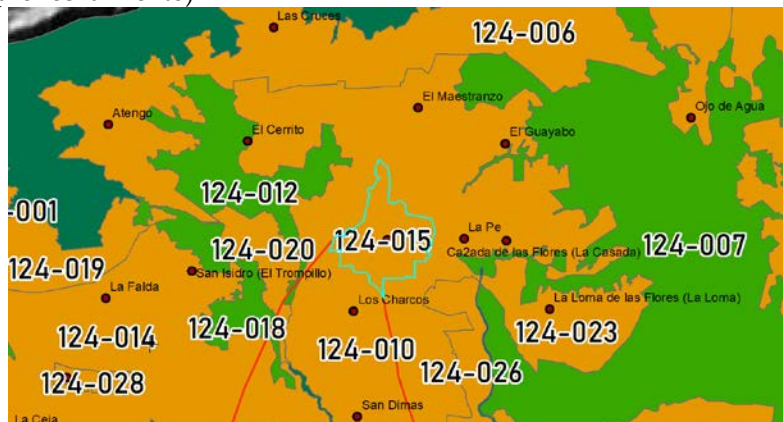 Las Cruces
124-006
El Maestranzo
Ojo de Agua
Atengo
El Cerrito
El Guayabo
124-012
-001
La Pe
124-015
124-020
Ca2ada de las Flores (La Casada)
124-007
124-019
San Isidro (El Trompillo)
La Falda
La Loma de las Flores (La Loma)
Los Charcos
124-014
124-018
124-023
124-010
124-026
124-028
San Dimas
La Ceja